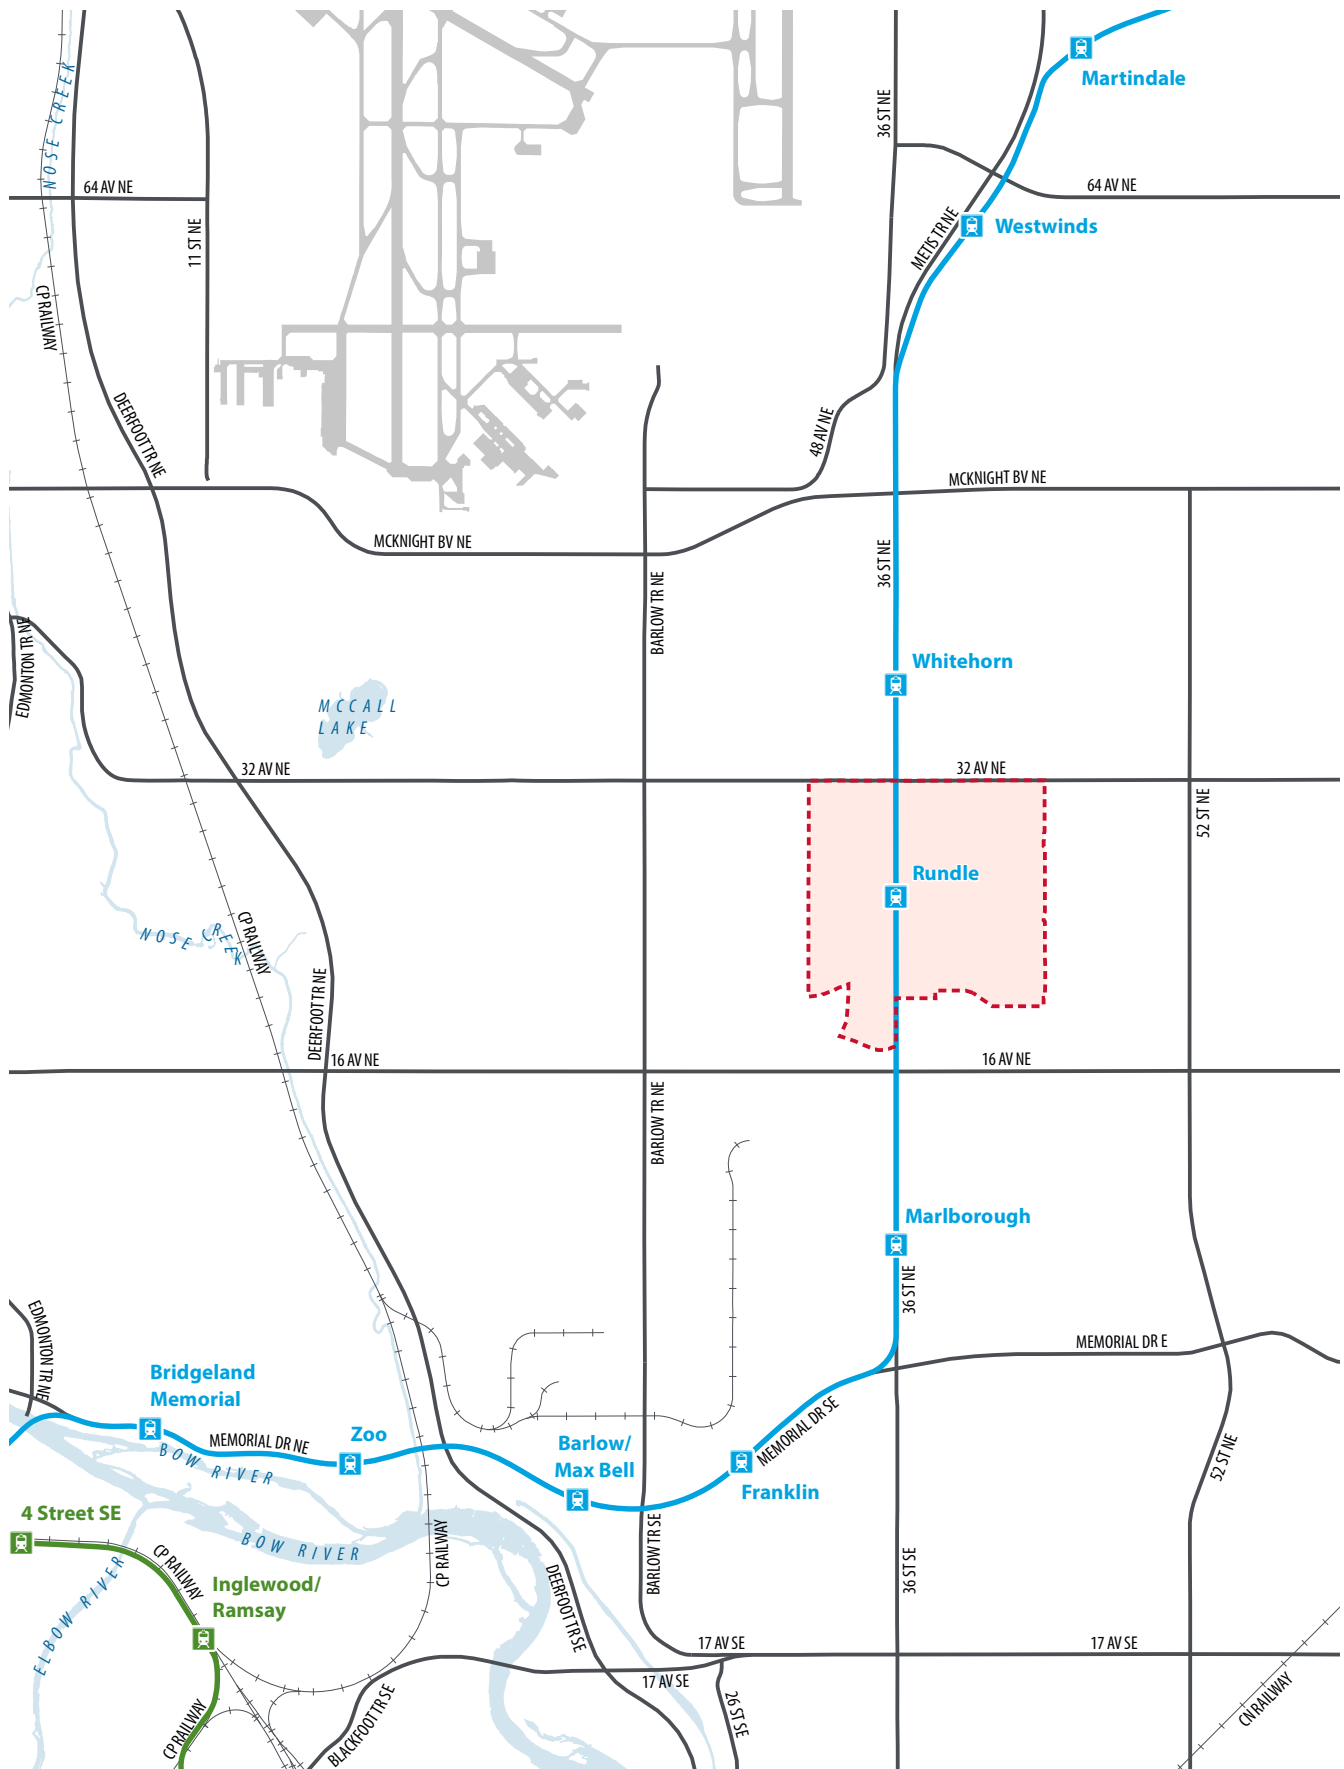 Martindale
NOSE CREEK
36 ST NE
64 AV NE
64 AV NE
11 ST NE
METIS TR NE
Westwinds
CP RAILWAY
DEERFOOT TR NE
48 AV NE
MCKNIGHT BV NE
MCKNIGHT BV NE
36 ST NE
BARLOW TR NE
EDMONTON TR NE
Whitehorn
MCCALL
LAKE
32 AV NE
32 AV NE
52 ST NE
Rundle
NOSE CREEK
CP RAILWAY
DEERFOOT TR NE
16 AV NE
16 AV NE
BARLOW TR NE
Marlborough
36 ST NE
EDMONTON TR NE
MEMORIAL DR E
Bridgeland
Memorial
MEMORIAL DR NE
Zoo
BOW RIVER
Barlow/
Max Bell
MEMORIAL DR SE
Franklin
52 ST NE
4 Street SE
BOW RIVER
CP RAILWAY
CP RAILWAY
BARLOW TR SE
36 ST SE
Inglewood/
Ramsay
ELBOW RIVER
DEERFOOT TR SE
17 AV SE
17 AV SE
17 AV SE
CP RAILWAY
BLACKFOOT TR SE
26 ST SE
CN RAILWAY